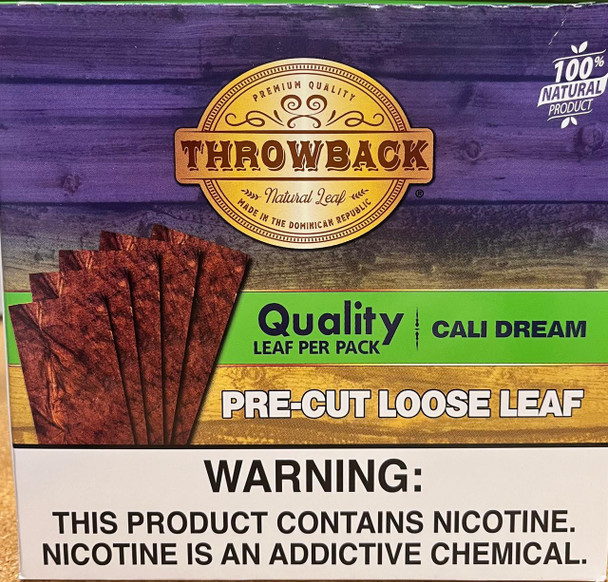 100%
NATURAL
PRODUCT
PREMIUM QUALITY
THROWBACK
®
Natural Leaf
MADE IN THE DOMINICAN REPUBLIC
Quality
LEAF PER PACK
CALI DREAM
PRE-CUT LOOSE LEAF
WARNING:
THIS PRODUCT CONTAINS NICOTINE.
NICOTINE IS AN ADDICTIVE CHEMICAL.